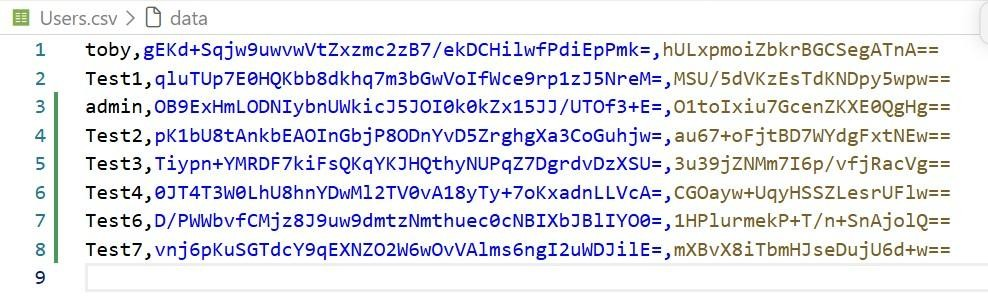 Users.csv > data
1 toby,gEKd+Sqjw9uwvwVtZxzmc2zB7/ekDCHilwfPdiEpPmk=,hULxpmoiZbkrBGCSegATnA==
2 Test1,qluTUp7E0HQKbb8dkhq7m3bGwVoIfWce9rp1zJ5NreM=,MSU/5dVKzEsTdKNDpy5wpw==
3 admin,OB9ExHmLODNIybnUWkicJ5JOI0k0kZx15JJ/UTOf3+E=,O1toIxiu7GcenZKXE0QgHg==
4 Test2,pK1bU8tAnkbEAOInGbjP8ODnYvD5ZrghgXa3CoGuhjw=,au67+oFjtBD7WYdgFxtNEw==
5 Test3,Tiypn+YMRDF7kiFsQKqYKJHQthyNUPqZ7DgrdvDzXSU=,3u39jZNMm7I6p/vfjRacVg==
6 Test4,0JT4T3W0LhU8hnYDwMl2TV0vA18yTy+7oKxadnLLVcA=,CGOayw+UqyHSSZLesrUFlw==
7 Test6,D/PWWbvfCMjz8J9uw9dmtzNmthuec0cNBIXbJBlIYO0=,1HPlurmekP+T/n+SnAjolQ==
8 Test7,vnj6pKuSGTdcY9qEXNZO2W6wOvVAlms6ngI2uWDJilE=,mXBvX8iTbmHJseDujU6d+w==
9